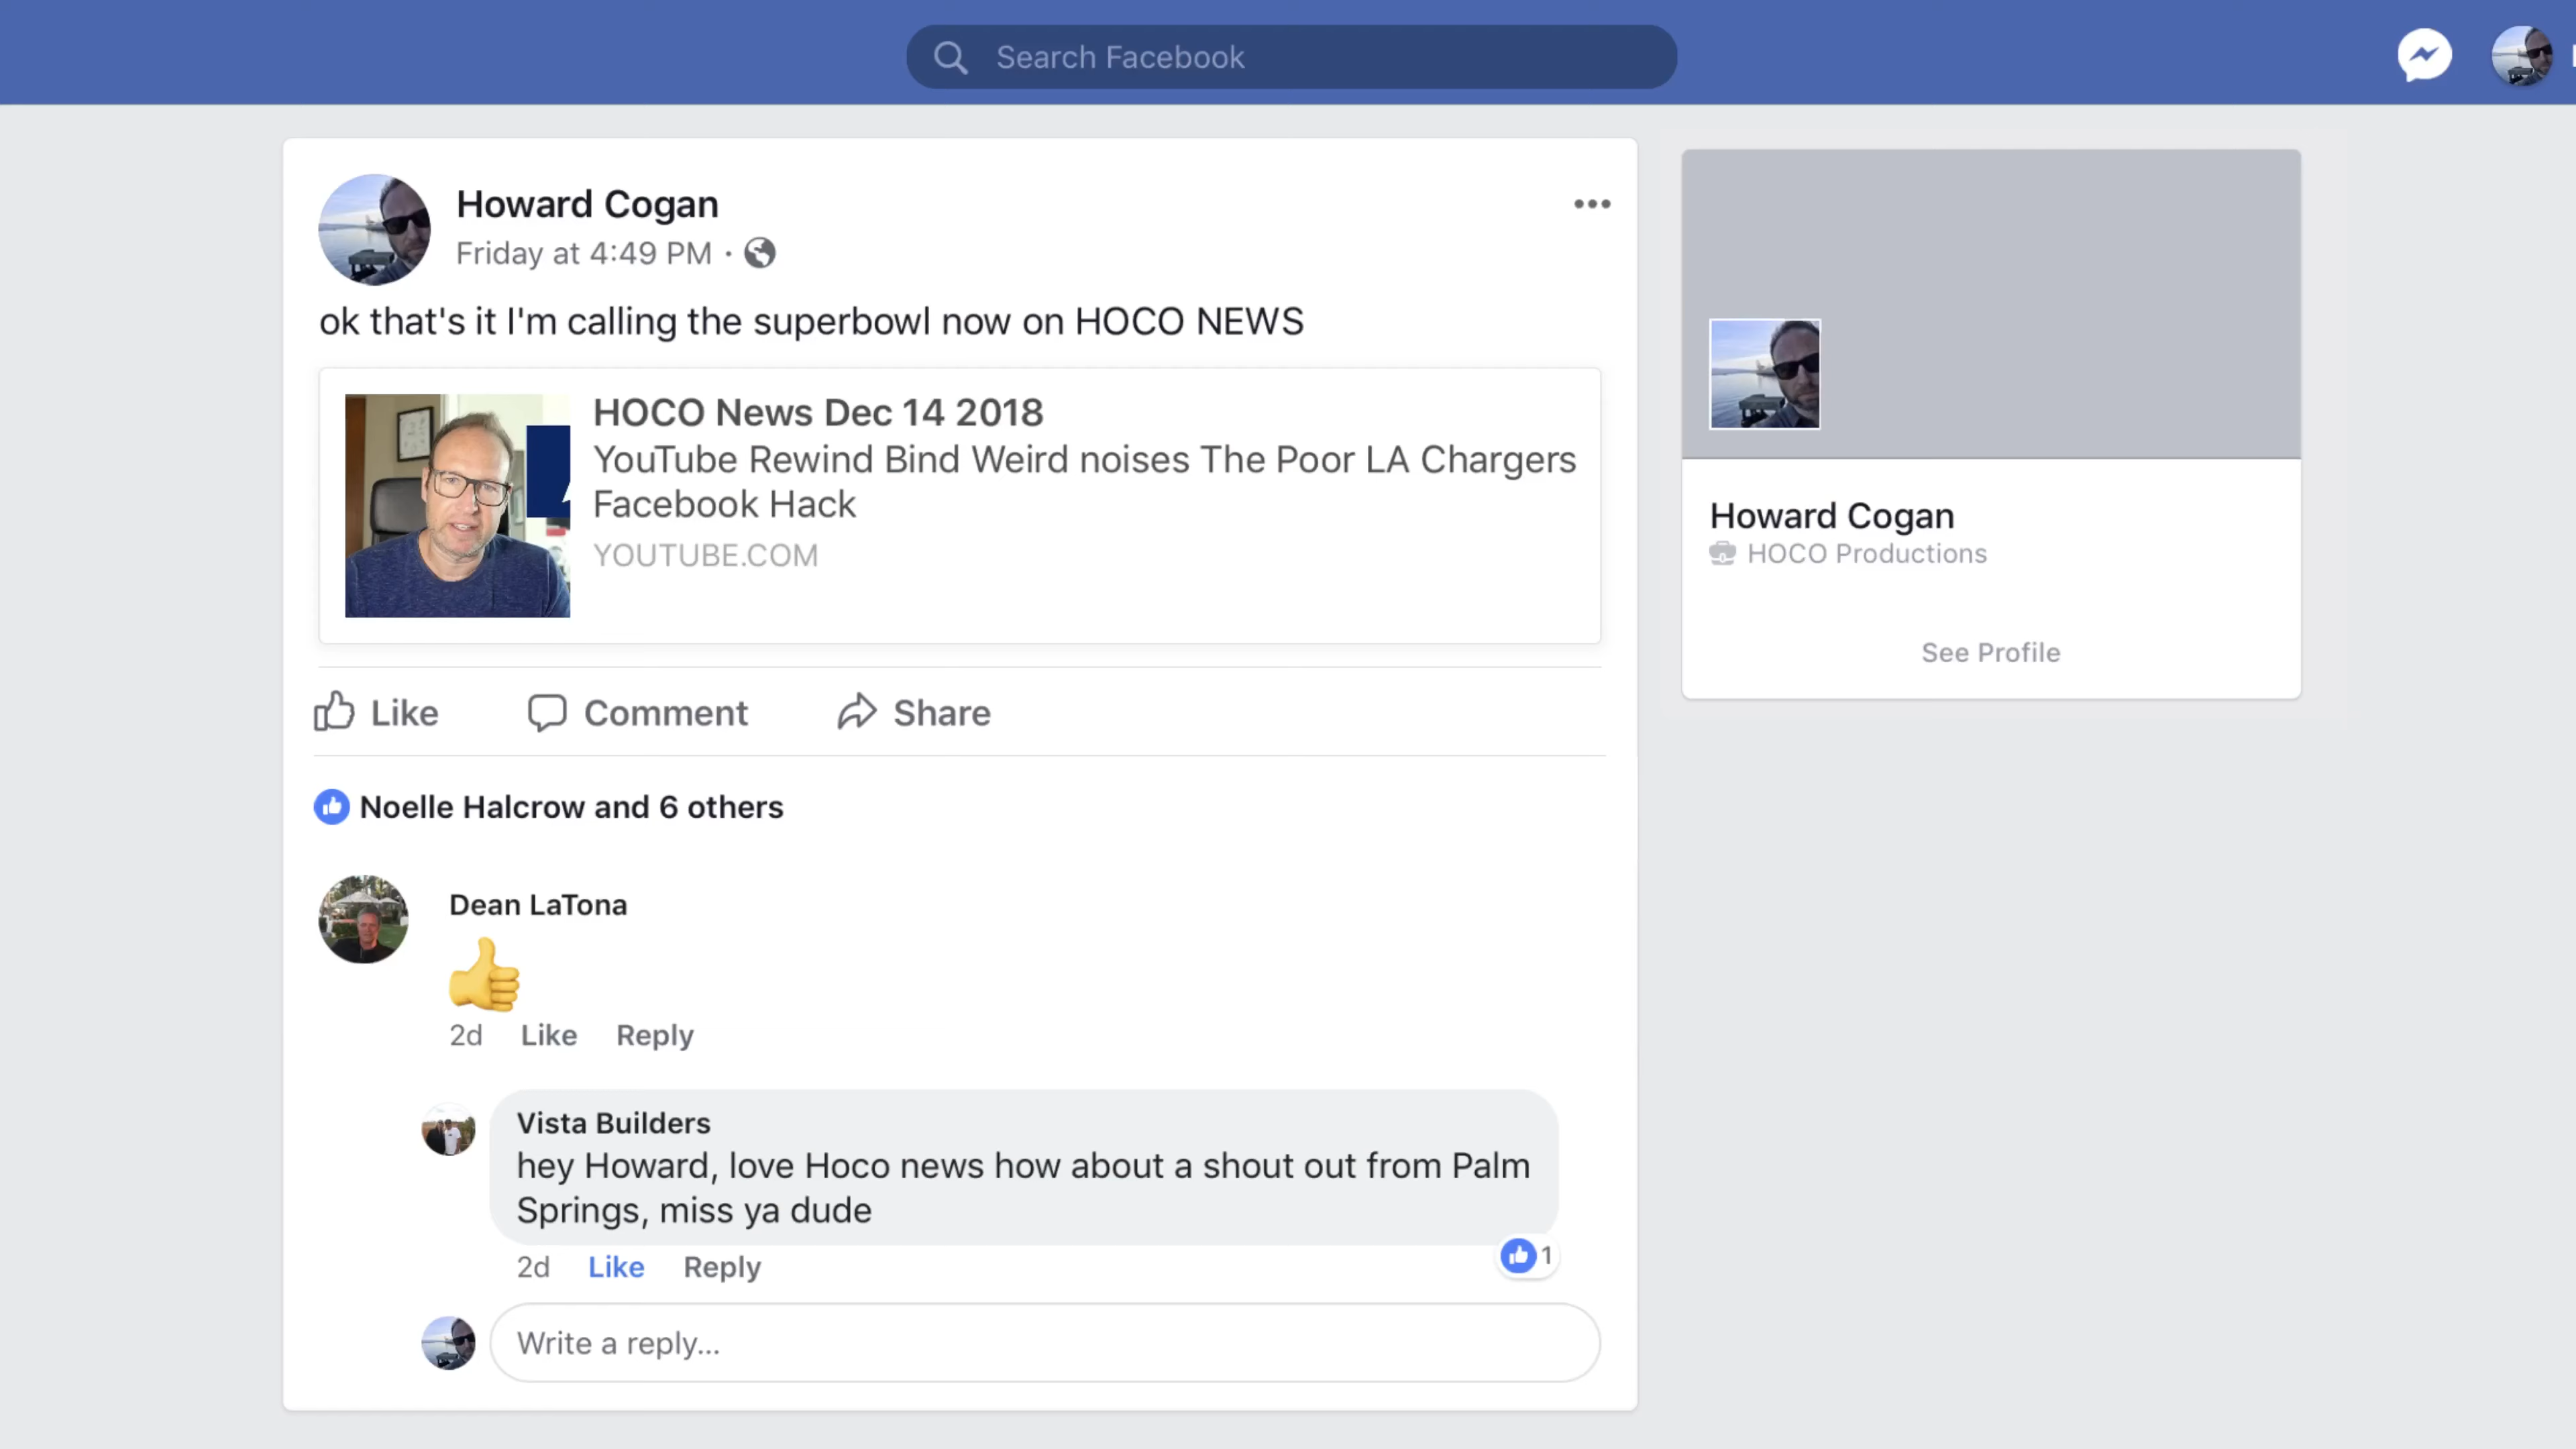 Search Facebook
Howard Cogan
Friday at 4:49 PM ·
ok that's it I'm calling the superbowl now on HOCO NEWS
HOCO News Dec 14 2018
YouTube Rewind Bind Weird noises The Poor LA Chargers
Facebook Hack
YOUTUBE.COM
Like Comment Share
Noelle Halcrow and 6 others
Dean LaTona
👍
2d Like Reply
Vista Builders
hey Howard, love Hoco news how about a shout out from Palm
Springs, miss ya dude
1
2d Like Reply
Write a reply...
Howard Cogan
HOCO Productions
See Profile